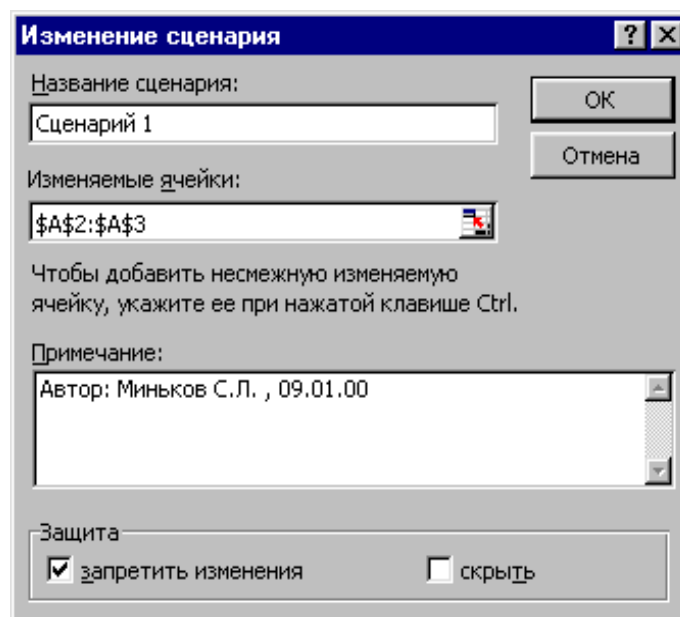 Изменение сценария
Название сценария:
OK
Сценарий 1
Отмена
Изменяемые ячейки:
$A$2:$A$3
Чтобы добавить несмежную изменяемую
ячейку, укажите ее при нажатой клавише Ctrl.
Примечание:
Автор: Миньков С.Л. , 09.01.00
Защита
запретить изменения
скрыть